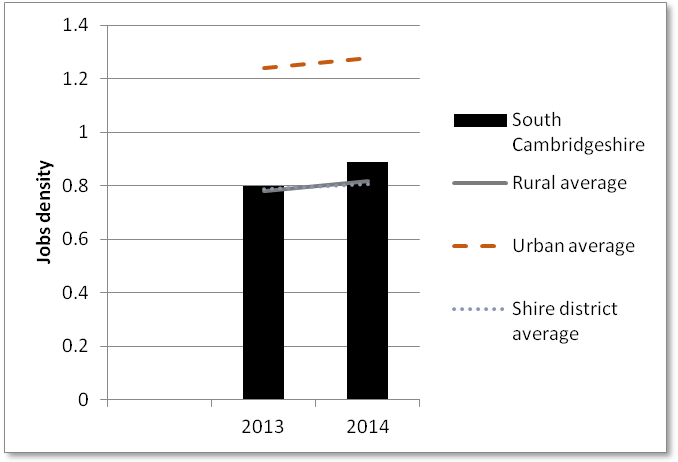 1.4
1.2
1
0.8
0.6
0.4
0.2
0
Jobs density
2013
2014
South
Cambridgeshire
Rural average
Urban average
Shire district
average